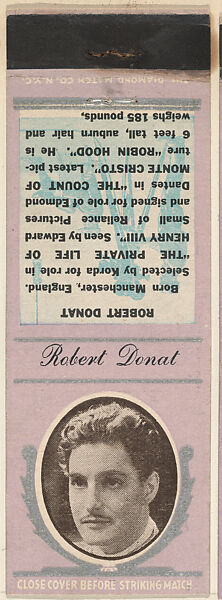 THE DIAMOND MATCH CO. N.Y.C.
ROBERT DONAT
Born Manchester, England.
Selected by Korda for role in
"THE PRIVATE LIFE OF
HENRY VIII". Seen by Edward
Small of Reliance Pictures
and signed for role of Edmond
Dantes in "THE COUNT OF
MONTE CRISTO". Latest pic-
ture "ROBIN HOOD". He is
6 feet, tall, auburn hair and
weighs 185 pounds,
Robert Donat
CLOSE COVER BEFORE STRIKING MATCH